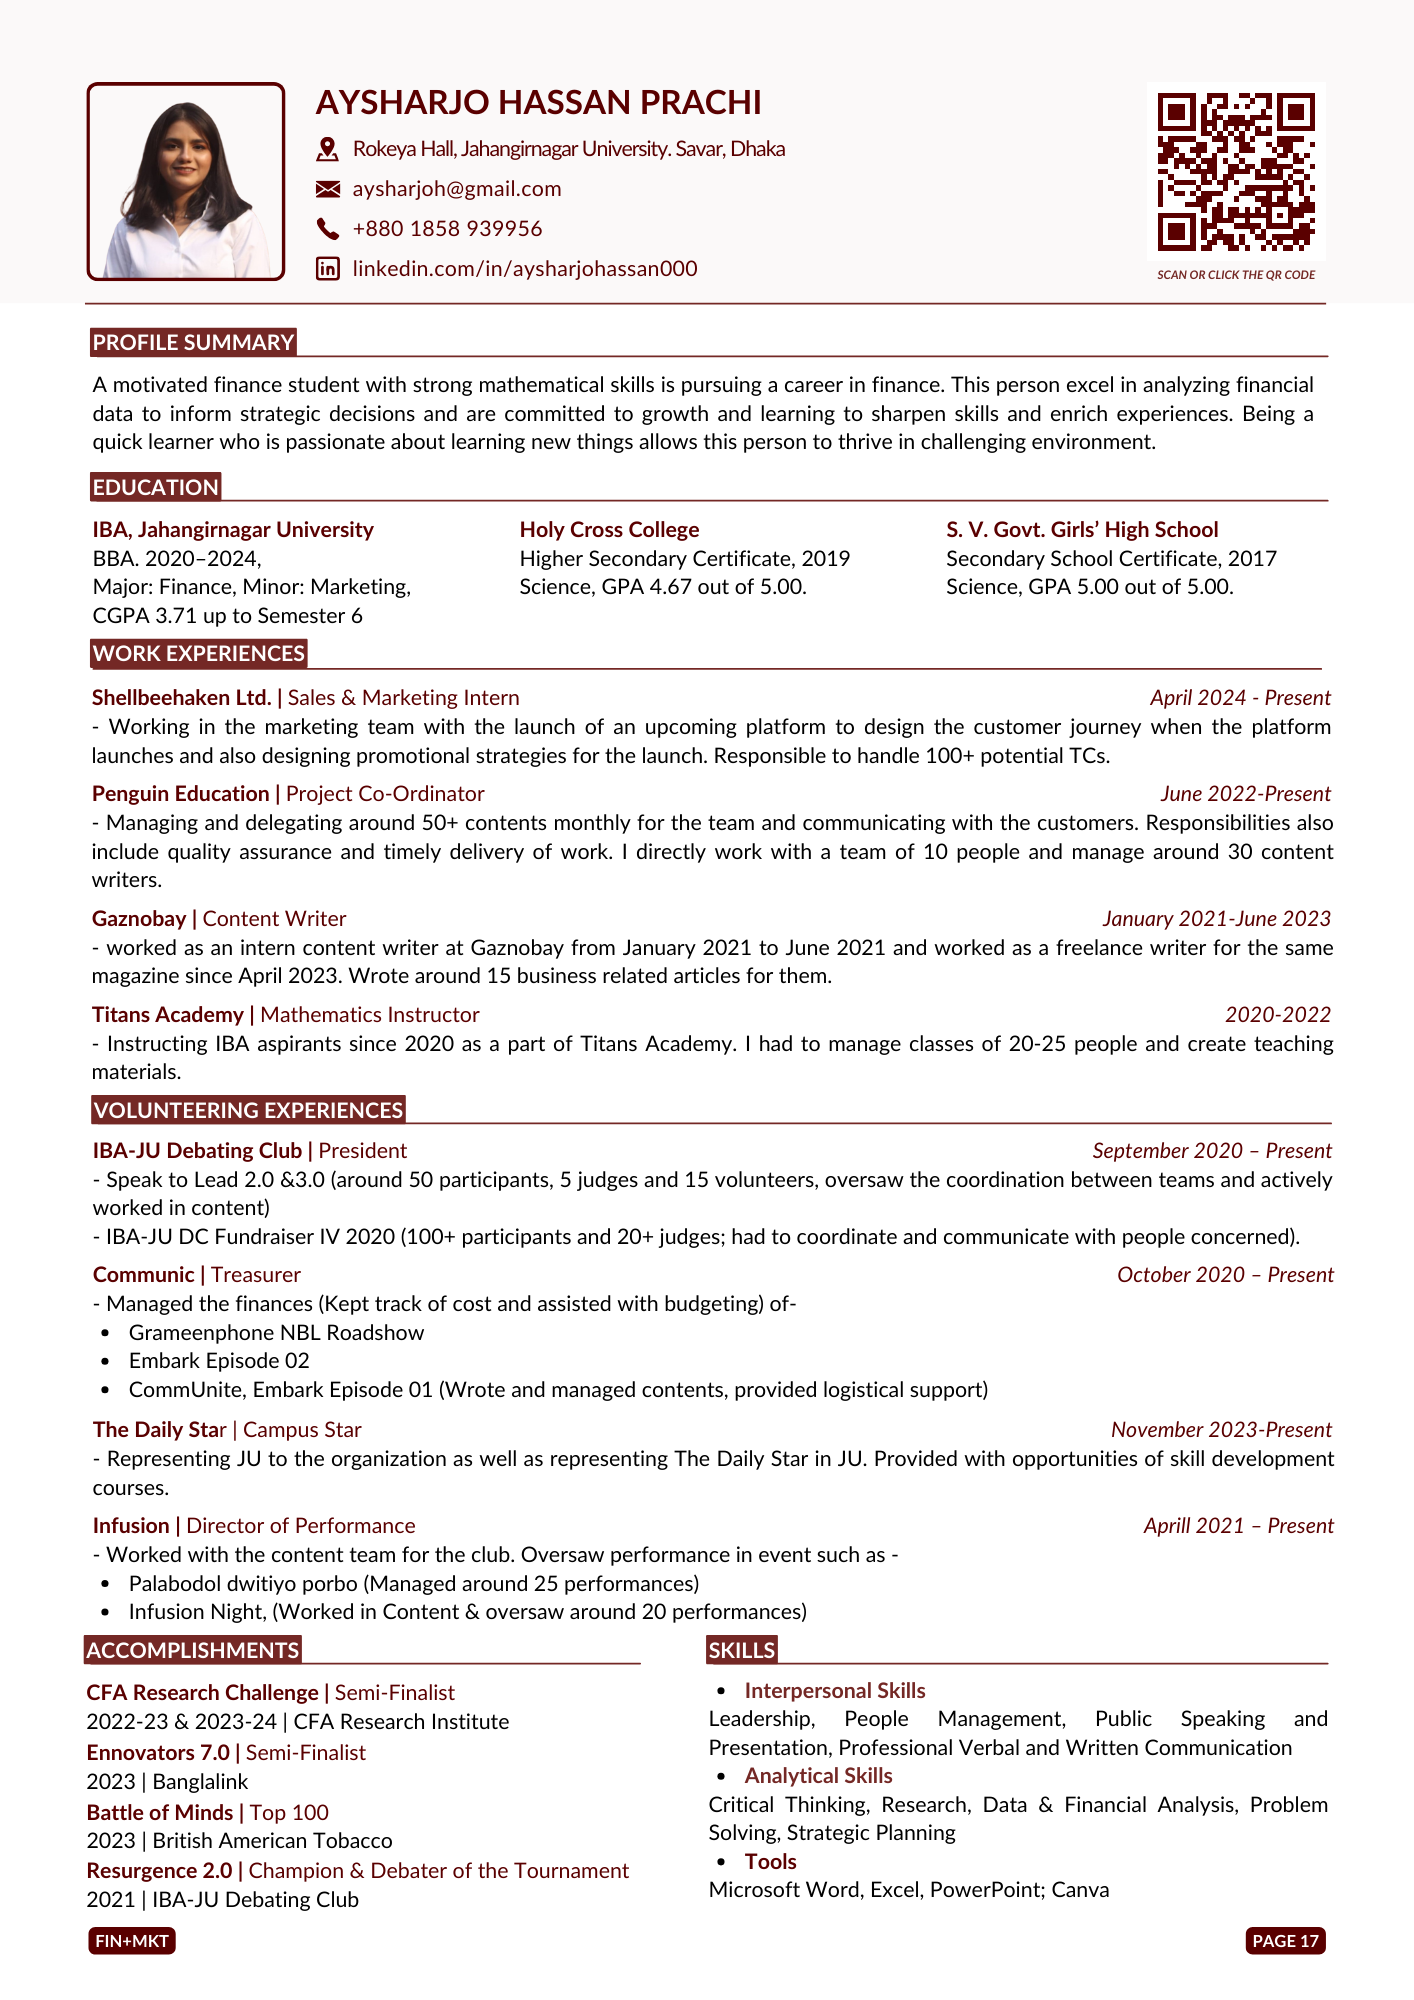 AYSHARJO HASSAN PRACHI
Rokeya Hall, Jahangirnagar University. Savar, Dhaka
aysharjoh@gmail.com
+880 1858 939956
linkedin.com/in/aysharjohassan000
SCAN OR CLICK THE QR CODE
PROFILE SUMMARY
A motivated finance student with strong mathematical skills is pursuing a career in finance. This person excel in analyzing financial
data to inform strategic decisions and are committed to growth and learning to sharpen skills and enrich experiences. Being a
quick learner who is passionate about learning new things allows this person to thrive in challenging environment.
EDUCATION
IBA, Jahangirnagar University
BBA. 2020–2024,
Major: Finance, Minor: Marketing,
CGPA 3.71 up to Semester 6
Holy Cross College
Higher Secondary Certificate, 2019
Science, GPA 4.67 out of 5.00.
S. V. Govt. Girls’ High School
Secondary School Certificate, 2017
Science, GPA 5.00 out of 5.00.
WORK EXPERIENCES
Shellbeehaken Ltd. | Sales & Marketing Intern April 2024 - Present
- Working in the marketing team with the launch of an upcoming platform to design the customer journey when the platform
launches and also designing promotional strategies for the launch. Responsible to handle 100+ potential TCs.
Penguin Education | Project Co-Ordinator June 2022-Present
- Managing and delegating around 50+ contents monthly for the team and communicating with the customers. Responsibilities also
include quality assurance and timely delivery of work. I directly work with a team of 10 people and manage around 30 content
writers.
Gaznobay | Content Writer January 2021-June 2023
- worked as an intern content writer at Gaznobay from January 2021 to June 2021 and worked as a freelance writer for the same
magazine since April 2023. Wrote around 15 business related articles for them.
Titans Academy | Mathematics Instructor 2020-2022
- Instructing IBA aspirants since 2020 as a part of Titans Academy. I had to manage classes of 20-25 people and create teaching
materials.
VOLUNTEERING EXPERIENCES
IBA-JU Debating Club | President September 2020 – Present
- Speak to Lead 2.0 &3.0 (around 50 participants, 5 judges and 15 volunteers, oversaw the coordination between teams and actively
worked in content)
- IBA-JU DC Fundraiser IV 2020 (100+ participants and 20+ judges; had to coordinate and communicate with people concerned).
Communic | Treasurer October 2020 – Present
- Managed the finances (Kept track of cost and assisted with budgeting) of-
• Grameenphone NBL Roadshow
• Embark Episode 02
• CommUnite, Embark Episode 01 (Wrote and managed contents, provided logistical support)
The Daily Star | Campus Star November 2023-Present
- Representing JU to the organization as well as representing The Daily Star in JU. Provided with opportunities of skill development
courses.
Infusion | Director of Performance Aprill 2021 – Present
- Worked with the content team for the club. Oversaw performance in event such as -
• Palabodol dwitiyo porbo (Managed around 25 performances)
• Infusion Night, (Worked in Content & oversaw around 20 performances)
ACCOMPLISHMENTS
CFA Research Challenge | Semi-Finalist
2022-23 & 2023-24 | CFA Research Institute
Ennovators 7.0 | Semi-Finalist
2023 | Banglalink
Battle of Minds | Top 100
2023 | British American Tobacco
Resurgence 2.0 | Champion & Debater of the Tournament
2021 | IBA-JU Debating Club
SKILLS
• Interpersonal Skills
Leadership, People Management, Public Speaking and
Presentation, Professional Verbal and Written Communication
• Analytical Skills
Critical Thinking, Research, Data & Financial Analysis, Problem
Solving, Strategic Planning
• Tools
Microsoft Word, Excel, PowerPoint; Canva
FIN+MKT
PAGE 17